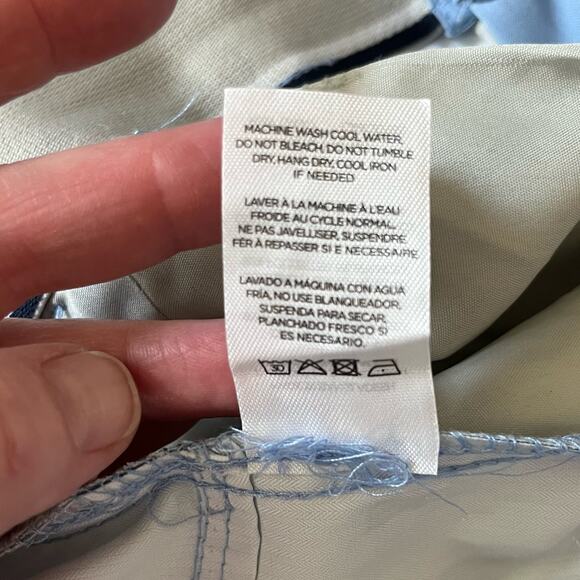 MACHINE WASH COOL WATER,
DO NOT BLEACH, DO NOT TUMBLE
DRY, HANG DRY, COOL IRON
IF NEEDED
LAVER À LA MACHINE À L'EAU
FROIDE AU CYCLE NORMAL,
NE PAS JAVELLISER, SUSPENDRE
FER À REPASSER SI E NECESSAIRE
LAVADO A MÁQUINA CON AGUA
FRÍA, NO USE BLANQUEADOR,
SUSPENDA PARA SECAR,
PLANCHADO FRESCO SI
ES NECESARIO.
30